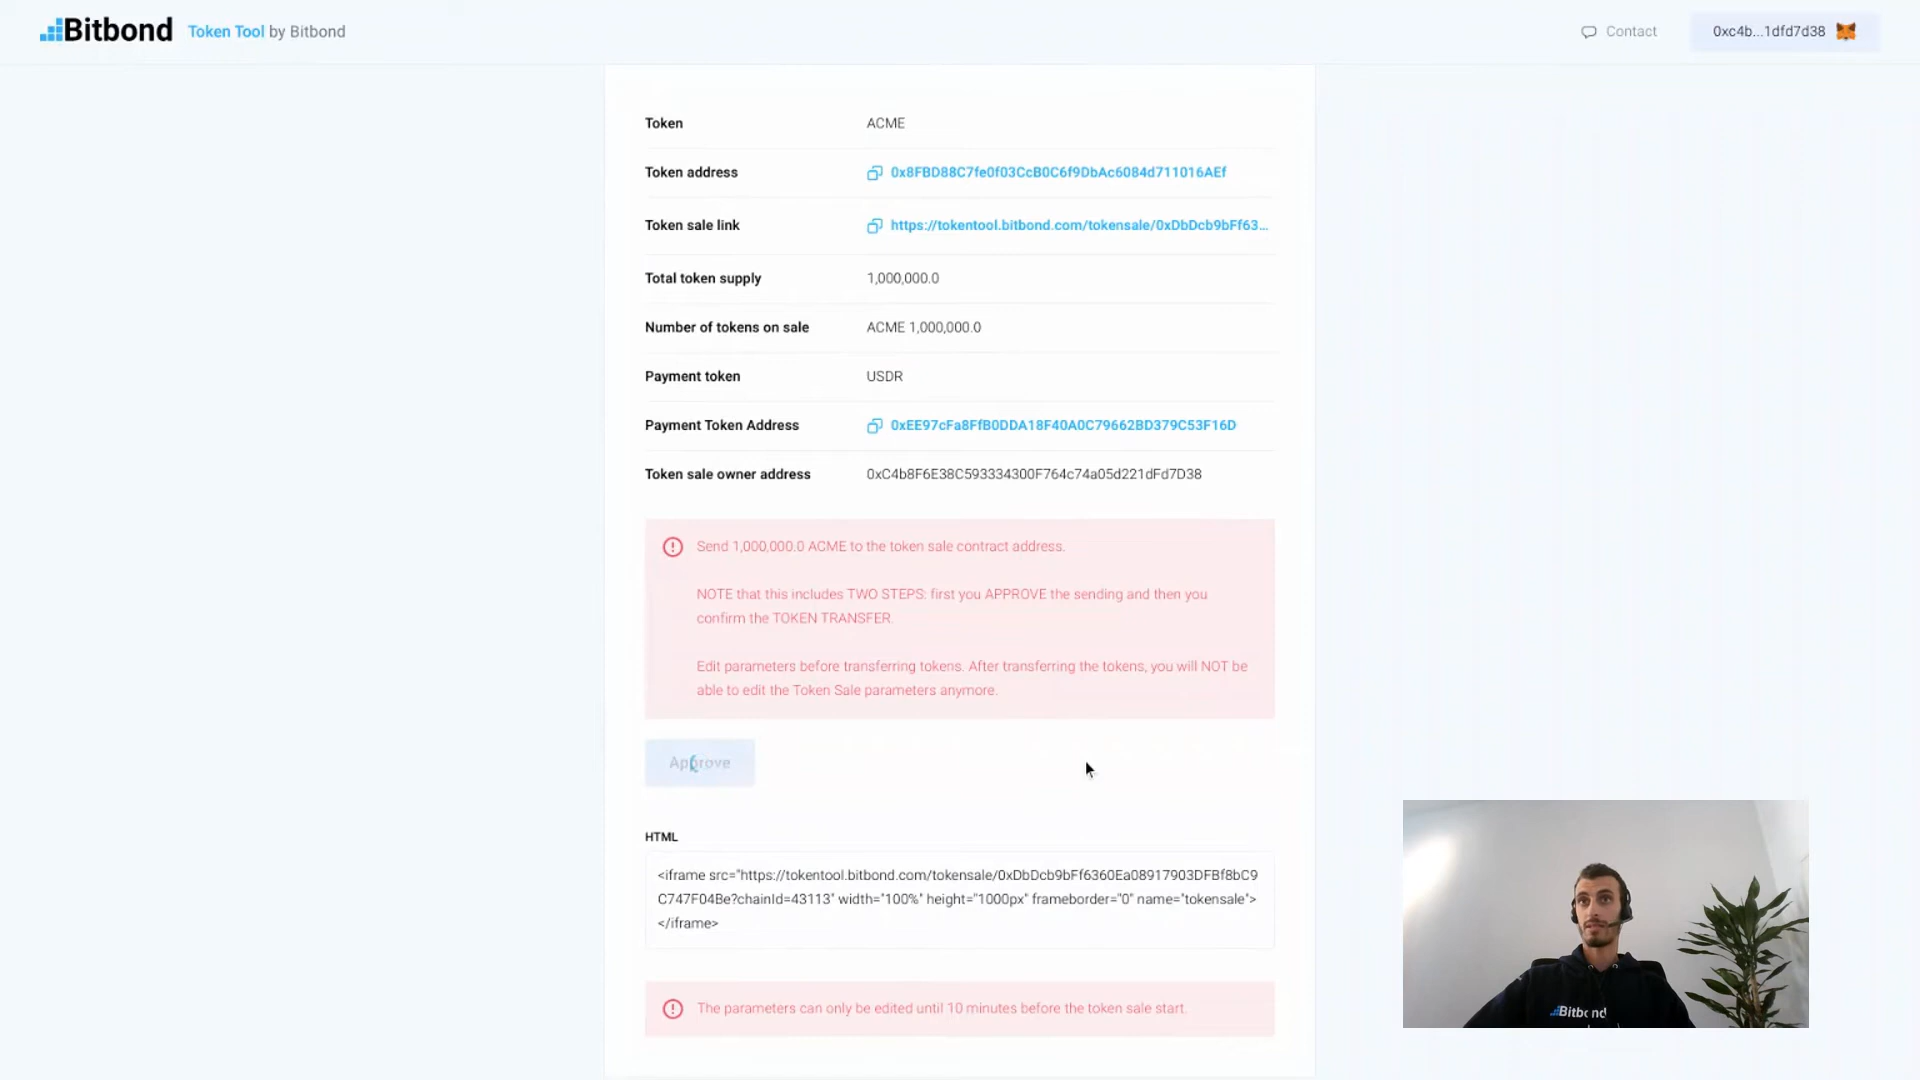 Bitbond Token Tool by Bitbond Contact 0xc4b...1dfd7d38
Token ACME
Token address 0x8FBD88C7fe0f03CcB0C6f9DbAc6084d711016AEf
Token sale link https://tokentool.bitbond.com/tokensale/0xDbDcb9bFf63...
Total token supply 1,000,000.0
Number of tokens on sale ACME 1,000,000.0
Payment token USDR
Payment Token Address 0xEE97cFa8FfB0DDA18F40A0C79662BD379C53F16D
Token sale owner address 0xC4b8F6E38C593334300F764c74a05d221dFd7D38
Send 1,000,000.0 ACME to the token sale contract address.
NOTE that this includes TWO STEPS: first you APPROVE the sending and then you
confirm the TOKEN TRANSFER.
Edit parameters before transferring tokens. After transferring the tokens, you will NOT be
able to edit the Token Sale parameters anymore.
Approve
HTML
<iframe src="https://tokentool.bitbond.com/tokensale/0xDbDcb9bFf6360Ea08917903DFBf8bC9
C747F04Be?chainId=43113" width="100%" height="1000px" frameborder="0" name="tokensale">
</iframe>
The parameters can only be edited until 10 minutes before the token sale start.
Bitbond